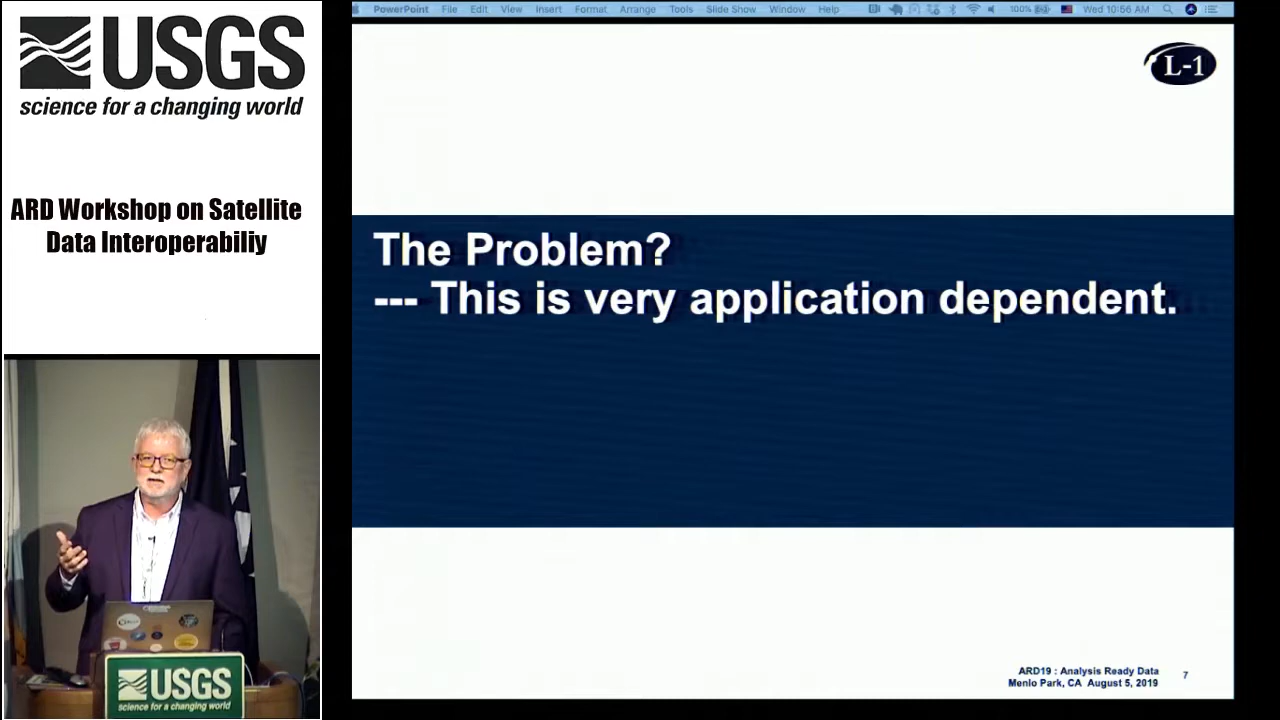 USGS
science for a changing world
ARD Workshop on Satellite
Data Interoperabiliy
PowerPoint File Edit View Insert Format Arrange Tools Slide Show Window Help 100% Wed 10:56 AM
L-1
The Problem?
--- This is very application dependent.
ARD19 : Analysis Ready Data
Menlo Park, CA August 5, 2019
7
USGS
science for a changing world